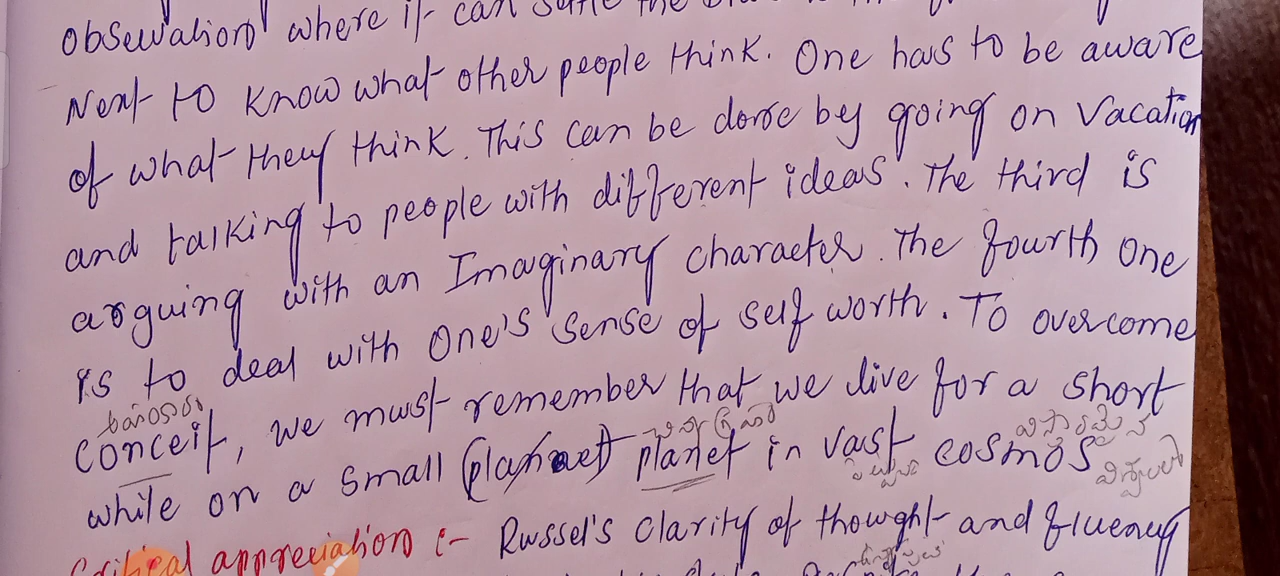 observation where it can settle the
Next to know what other people think. One has to be aware
of what they think. This can be done by going on vacation
and talking to people with different ideas. The third is
arguing with an Imaginary character. The fourth one
is to deal with one's sense of self worth. To overcome
conceit, we must remember that we live for a short
while on a small (planet) planet in vast cosmos
Critical appreciation :- Russel's clarity of thought and fluency